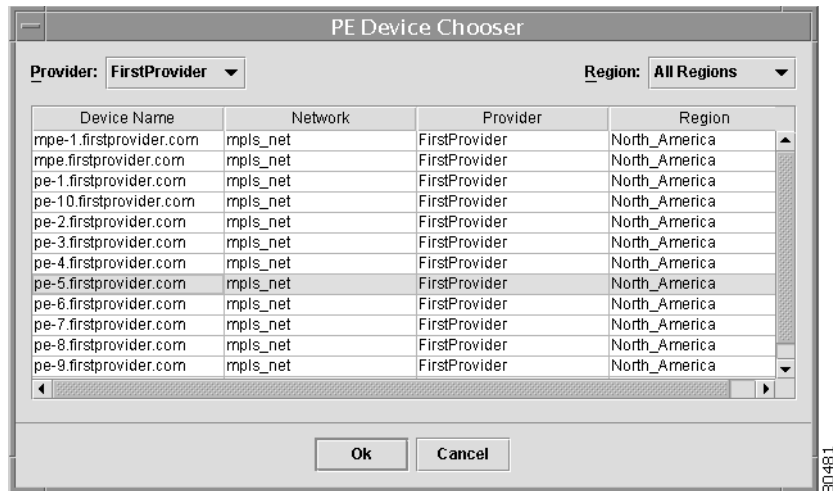 PE Device Chooser
Provider: FirstProvider Region: All Regions
Device Name Network Provider Region
mpe-1.firstprovider.com mpls_net FirstProvider North_America
mpe.firstprovider.com mpls_net FirstProvider North_America
pe-1.firstprovider.com mpls_net FirstProvider North_America
pe-10.firstprovider.com mpls_net FirstProvider North_America
pe-2.firstprovider.com mpls_net FirstProvider North_America
pe-3.firstprovider.com mpls_net FirstProvider North_America
pe-4.firstprovider.com mpls_net FirstProvider North_America
pe-5.firstprovider.com mpls_net FirstProvider North_America
pe-6.firstprovider.com mpls_net FirstProvider North_America
pe-7.firstprovider.com mpls_net FirstProvider North_America
pe-8.firstprovider.com mpls_net FirstProvider North_America
pe-9.firstprovider.com mpls_net FirstProvider North_America
Ok Cancel